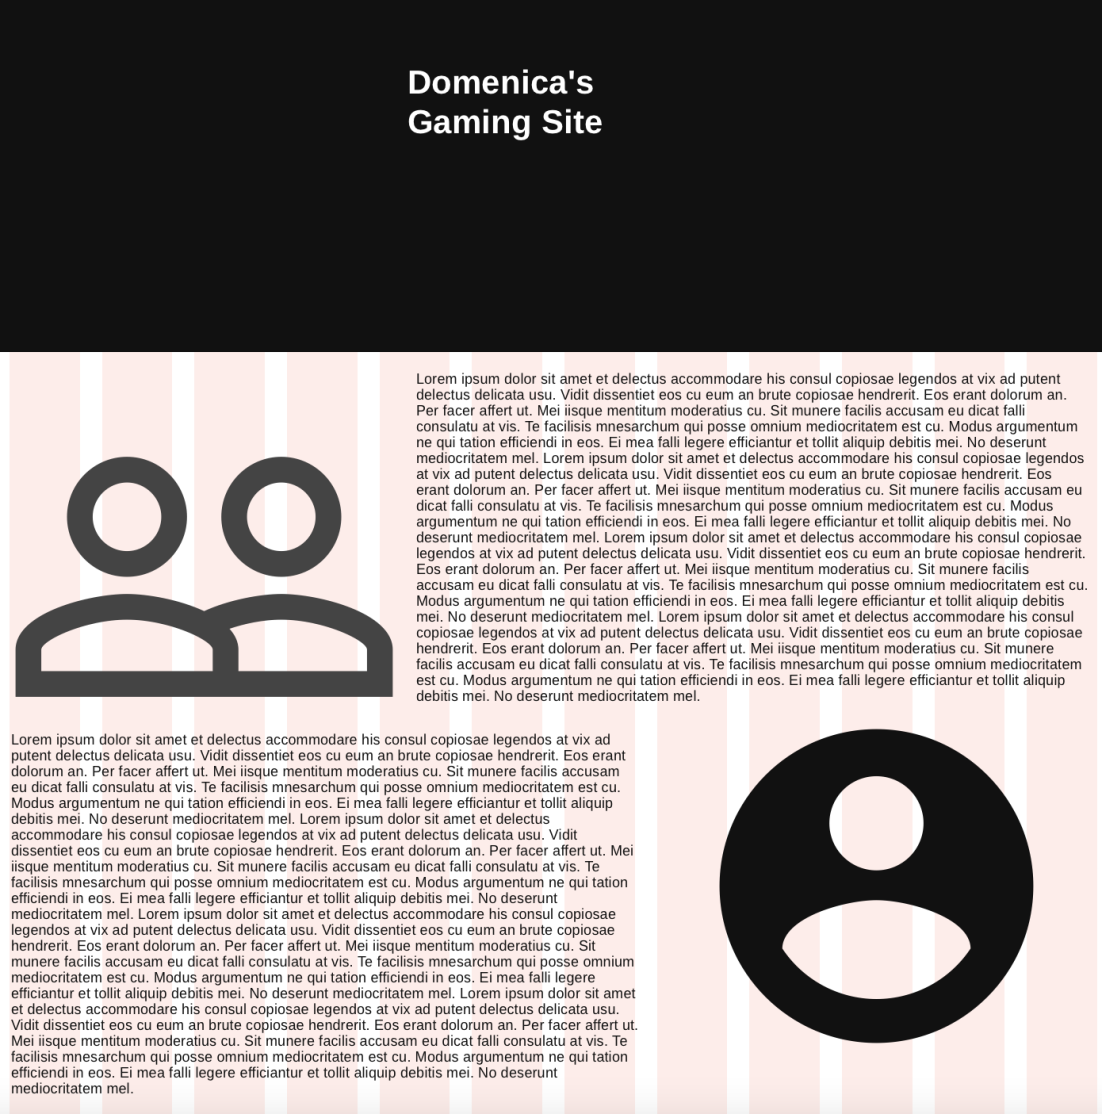 Domenica's
Gaming Site
Lorem ipsum dolor sit amet et delectus accommodare his consul copiosae legendos at vix ad putent
delectus delicata usu. Vidit dissentiet eos cu eum an brute copiosae hendrerit. Eos erant dolorum an.
Per facer affert ut. Mei iisque mentitum moderatius cu. Sit munere facilis accusam eu dicat falli
consulatu at vis. Te facilisis mnesarchum qui posse omnium mediocritatem est cu. Modus argumentum
ne qui tation efficiendi in eos. Ei mea falli legere efficiantur et tollit aliquip debitis mei. No deserunt
mediocritatem mel. Lorem ipsum dolor sit amet et delectus accommodare his consul copiosae legendos
at vix ad putent delectus delicata usu. Vidit dissentiet eos cu eum an brute copiosae hendrerit. Eos
erant dolorum an. Per facer affert ut. Mei iisque mentitum moderatius cu. Sit munere facilis accusam eu
dicat falli consulatu at vis. Te facilisis mnesarchum qui posse omnium mediocritatem est cu. Modus
argumentum ne qui tation efficiendi in eos. Ei mea falli legere efficiantur et tollit aliquip debitis mei. No
deserunt mediocritatem mel. Lorem ipsum dolor sit amet et delectus accommodare his consul copiosae
legendos at vix ad putent delectus delicata usu. Vidit dissentiet eos cu eum an brute copiosae hendrerit.
Eos erant dolorum an. Per facer affert ut. Mei iisque mentitum moderatius cu. Sit munere facilis
accusam eu dicat falli consulatu at vis. Te facilisis mnesarchum qui posse omnium mediocritatem est cu.
Modus argumentum ne qui tation efficiendi in eos. Ei mea falli legere efficiantur et tollit aliquip debitis
mei. No deserunt mediocritatem mel. Lorem ipsum dolor sit amet et delectus accommodare his consul
copiosae legendos at vix ad putent delectus delicata usu. Vidit dissentiet eos cu eum an brute copiosae
hendrerit. Eos erant dolorum an. Per facer affert ut. Mei iisque mentitum moderatius cu. Sit munere
facilis accusam eu dicat falli consulatu at vis. Te facilisis mnesarchum qui posse omnium mediocritatem
est cu. Modus argumentum ne qui tation efficiendi in eos. Ei mea falli legere efficiantur et tollit aliquip
debitis mei. No deserunt mediocritatem mel.
Lorem ipsum dolor sit amet et delectus accommodare his consul copiosae legendos at vix ad
putent delectus delicata usu. Vidit dissentiet eos cu eum an brute copiosae hendrerit. Eos erant
dolorum an. Per facer affert ut. Mei iisque mentitum moderatius cu. Sit munere facilis accusam
eu dicat falli consulatu at vis. Te facilisis mnesarchum qui posse omnium mediocritatem est cu.
Modus argumentum ne qui tation efficiendi in eos. Ei mea falli legere efficiantur et tollit aliquip
debitis mei. No deserunt mediocritatem mel. Lorem ipsum dolor sit amet et delectus
accommodare his consul copiosae legendos at vix ad putent delectus delicata usu. Vidit
dissentiet eos cu eum an brute copiosae hendrerit. Eos erant dolorum an. Per facer affert ut. Mei
iisque mentitum moderatius cu. Sit munere facilis accusam eu dicat falli consulatu at vis. Te
facilisis mnesarchum qui posse omnium mediocritatem est cu. Modus argumentum ne qui tation
efficiendi in eos. Ei mea falli legere efficiantur et tollit aliquip debitis mei. No deserunt
mediocritatem mel. Lorem ipsum dolor sit amet et delectus accommodare his consul copiosae
legendos at vix ad putent delectus delicata usu. Vidit dissentiet eos cu eum an brute copiosae
hendrerit. Eos erant dolorum an. Per facer affert ut. Mei iisque mentitum moderatius cu. Sit
munere facilis accusam eu dicat falli consulatu at vis. Te facilisis mnesarchum qui posse omnium
mediocritatem est cu. Modus argumentum ne qui tation efficiendi in eos. Ei mea falli legere
efficiantur et tollit aliquip debitis mei. No deserunt mediocritatem mel. Lorem ipsum dolor sit amet
et delectus accommodare his consul copiosae legendos at vix ad putent delectus delicata usu.
Vidit dissentiet eos cu eum an brute copiosae hendrerit. Eos erant dolorum an. Per facer affert ut.
Mei iisque mentitum moderatius cu. Sit munere facilis accusam eu dicat falli consulatu at vis. Te
facilisis mnesarchum qui posse omnium mediocritatem est cu. Modus argumentum ne qui tation
efficiendi in eos. Ei mea falli legere efficiantur et tollit aliquip debitis mei. No deserunt
mediocritatem mel.